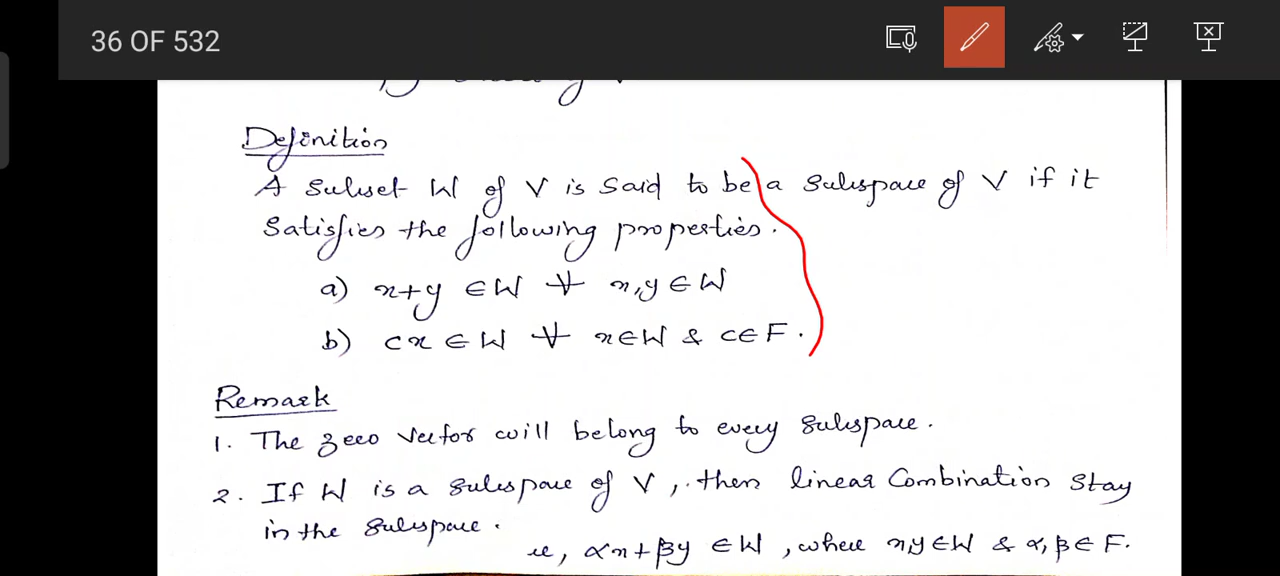 36 OF 532
Definition
A subset W of V is said to be a subspace of V if it
satisfies the following properties.
a) x+y ∈ W ∀ x,y ∈ W
b) cx ∈ W ∀ x ∈ W & c ∈ F.
Remark
1. The zero vector will belong to every subspace.
2. If W is a subspace of V, then linear combination stay
in the subspace.
ie, αx + βy ∈ W, where x,y ∈ W & α, β ∈ F.